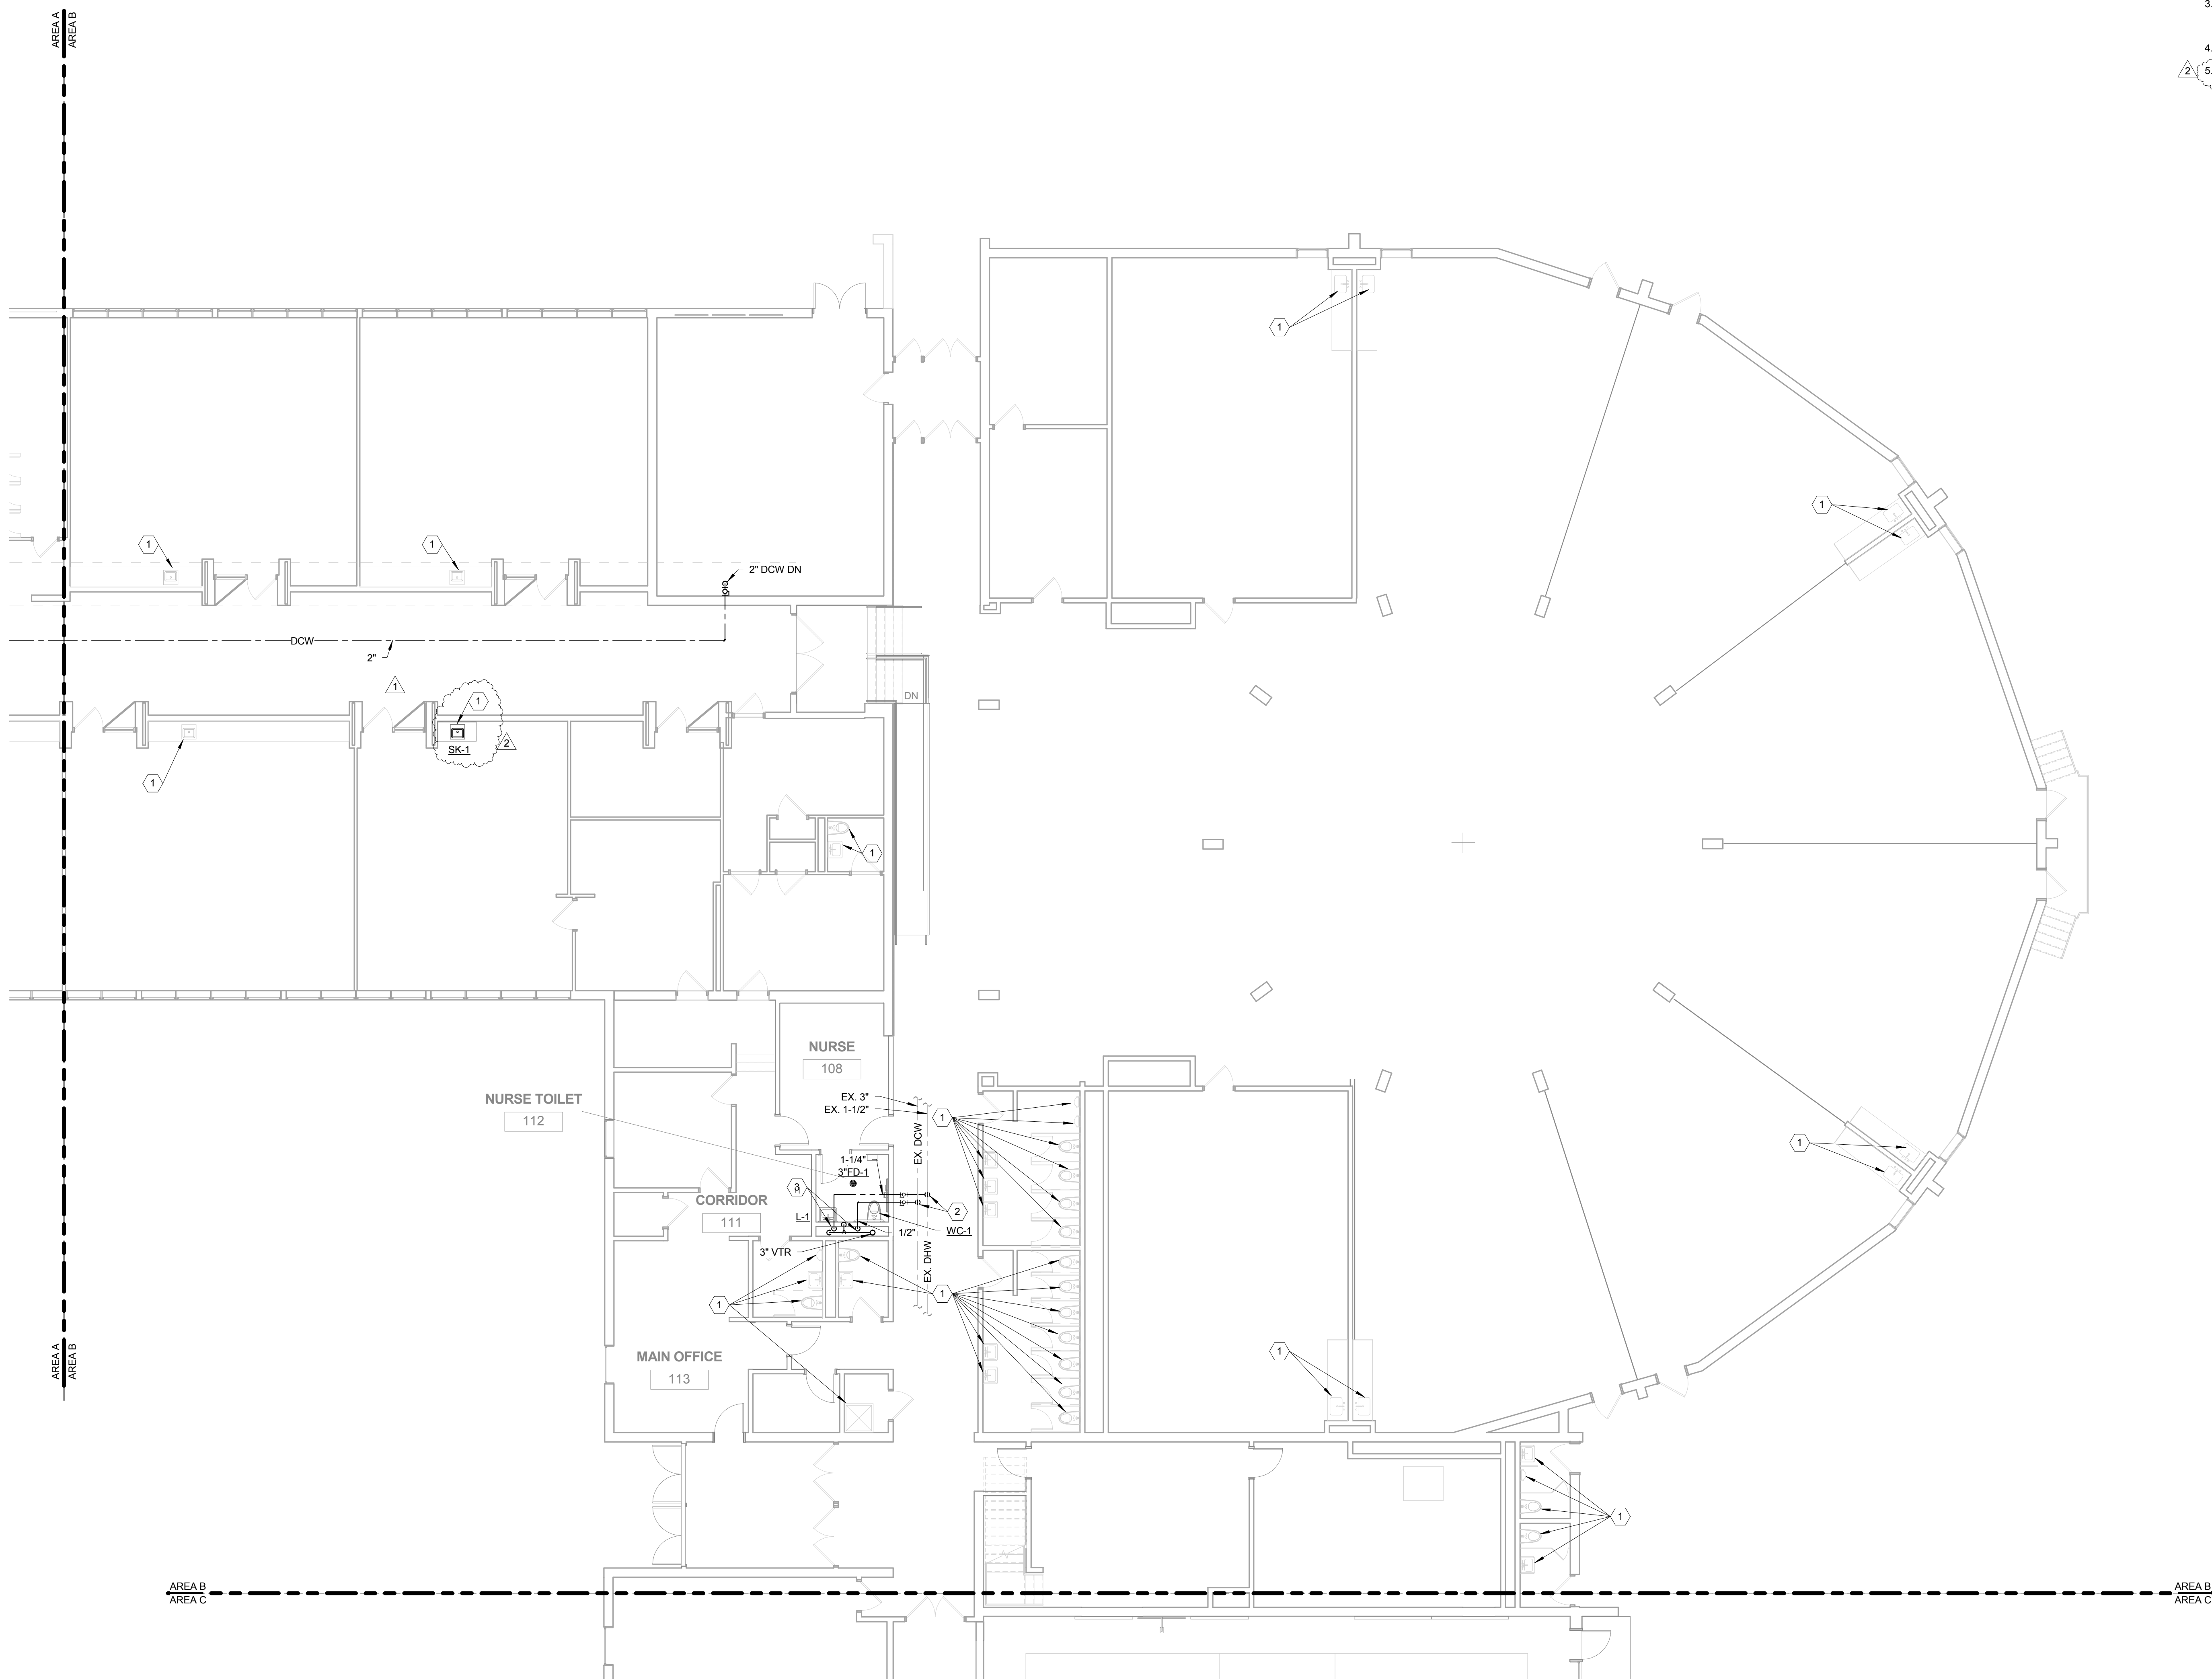 3.
4.
2
5.
AREA A
AREA B
1
1
1
1
1
2" DCW DN
DCW
2"
1
1
SK-1
2
1
DN
1
NURSE
108
NURSE TOILET
112
EX. 3"
EX. 1-1/2"
EX. DCW
1
1
1-1/4"
3"FD-1
3
CORRIDOR
111
L-1
2
WC-1
1/2"
3" VTR
EX. DHW
1
1
AREA A
AREA B
MAIN OFFICE
113
1
1
AREA B
AREA C
AREA B
AREA C